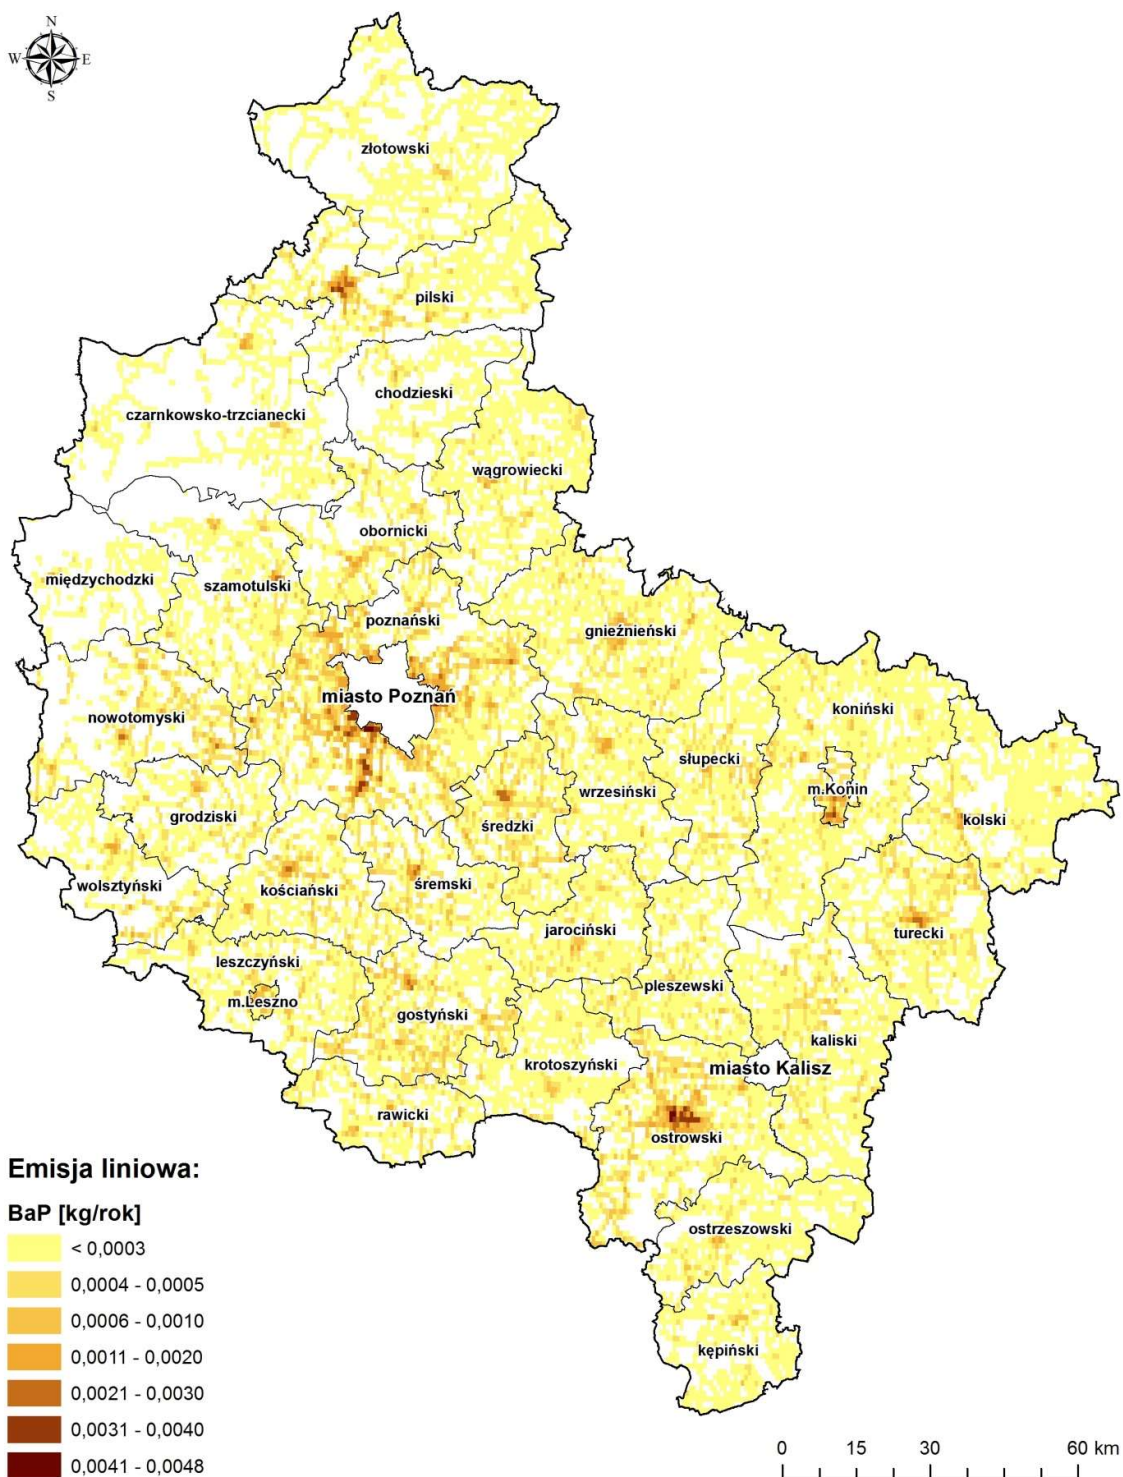 N
W E
S
złotowski
pilski
chodzieski
czarnkowsko-trzcianecki
wągrowiecki
obornicki
międzychodzki
szamotulski
poznański
gnieźnieński
miasto Poznań
nowotomyski
koniński
słupecki
m.Konin
wrzesiński
grodziski
średzki
kolski
wolsztyński
kościański
śremski
jarociński
turecki
leszczyński
m.Leszno
pleszewski
gostyński
kaliski
krotoszyński
miasto Kalisz
rawicki
ostrowski
ostrzeszowski
kępiński
Emisja liniowa:
BaP [kg/rok]
< 0,0003
0,0004 - 0,0005
0,0006 - 0,0010
0,0011 - 0,0020
0,0021 - 0,0030
0,0031 - 0,0040
0,0041 - 0,0048
0 15 30 60 km